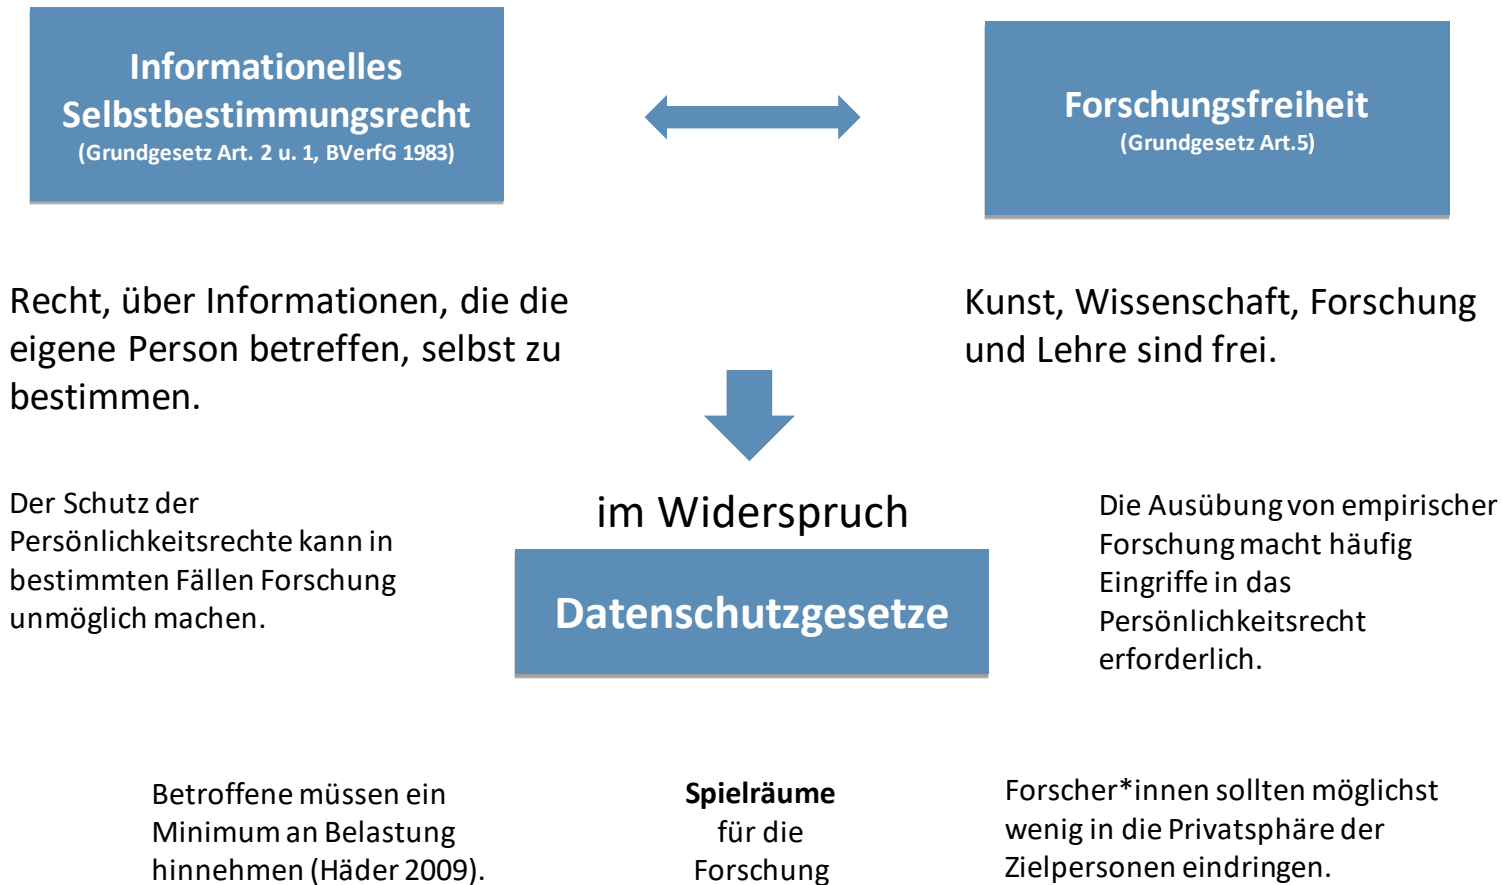 Informationelles
Selbstbestimmungsrecht
(Grundgesetz Art. 2 u. 1, BVerfG 1983)
Forschungsfreiheit
(Grundgesetz Art.5)
Recht, über Informationen, die die
eigene Person betreffen, selbst zu
bestimmen.
Kunst, Wissenschaft, Forschung
und Lehre sind frei.
Der Schutz der
Persönlichkeitsrechte kann in
bestimmten Fällen Forschung
unmöglich machen.
im Widerspruch
Datenschutzgesetze
Die Ausübung von empirischer
Forschung macht häufig
Eingriffe in das
Persönlichkeitsrecht
erforderlich.
Betroffene müssen ein
Minimum an Belastung
hinnehmen (Häder 2009).
Spielräume
für die
Forschung
Forscher*innen sollten möglichst
wenig in die Privatsphäre der
Zielpersonen eindringen.